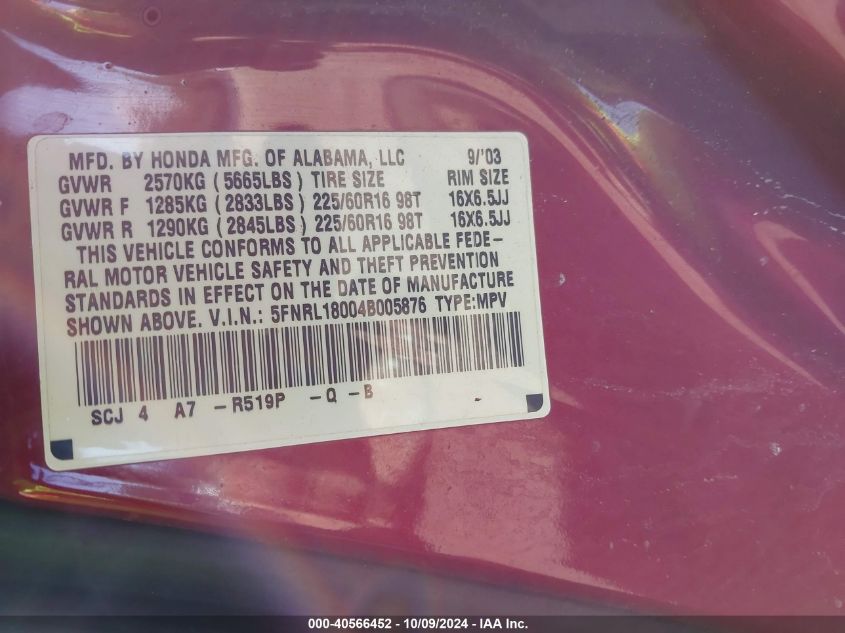 MFD. BY HONDA MFG. OF ALABAMA, LLC 9/'03
GVWR 2570KG (5665LBS) TIRE SIZE RIM SIZE
GVWR F 1285KG (2833LBS) 225/60R16 98T 16X6.5JJ
GVWR R 1290KG (2845LBS) 225/60R16 98T 16X6.5JJ
THIS VEHICLE CONFORMS TO ALL APPLICABLE FEDE-
RAL MOTOR VEHICLE SAFETY AND THEFT PREVENTION
STANDARDS IN EFFECT ON THE DATE OF MANUFACTURE
SHOWN ABOVE. V.I.N.: 5FNRL18004B005876 TYPE:MPV
SCJ 4 A7 -R519P -Q -B -
000-40566452 - 10/09/2024 - IAA Inc.